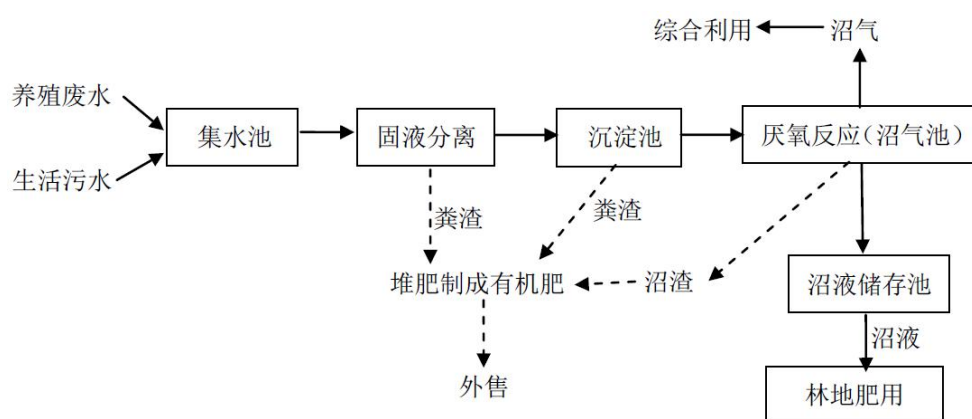 综合利用
沼气
养殖废水
集水池
固液分离
沉淀池
厌氧反应（沼气池）
生活污水
粪渣
粪渣
堆肥制成有机肥
沼渣
沼液储存池
沼液
外售
林地肥用